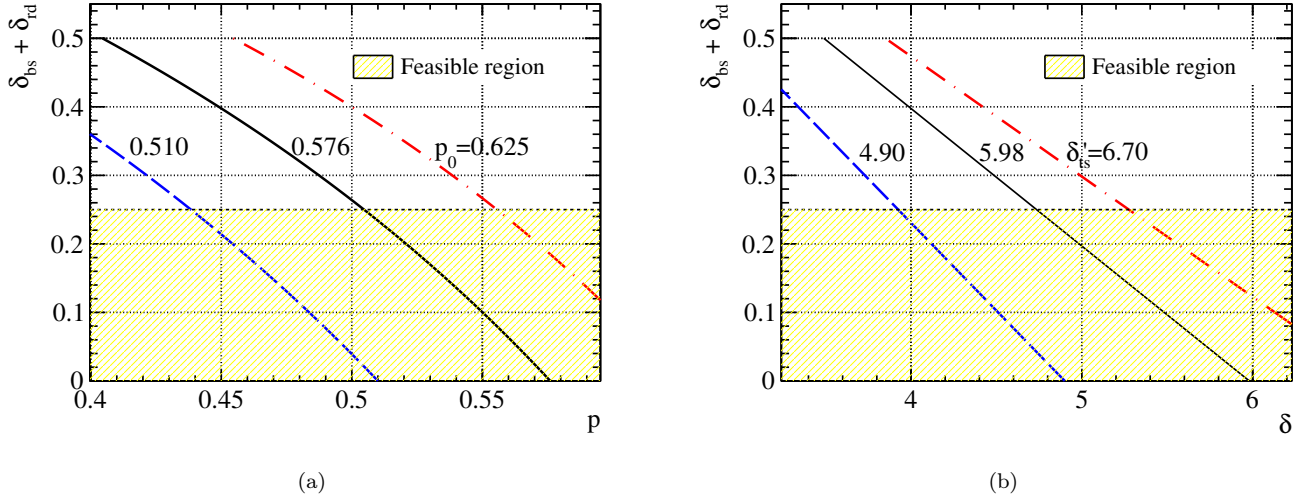 δbs + δrd
0.5
0.4
0.3
0.2
0.1
0
Feasible region
0.510
0.576
p0=0.625
0.4
0.45
0.5
0.55
p
(a)
δbs + δrd
0.5
0.4
0.3
0.2
0.1
0
Feasible region
4.90
5.98
δ'ts=6.70
4
5
6
δ
(b)